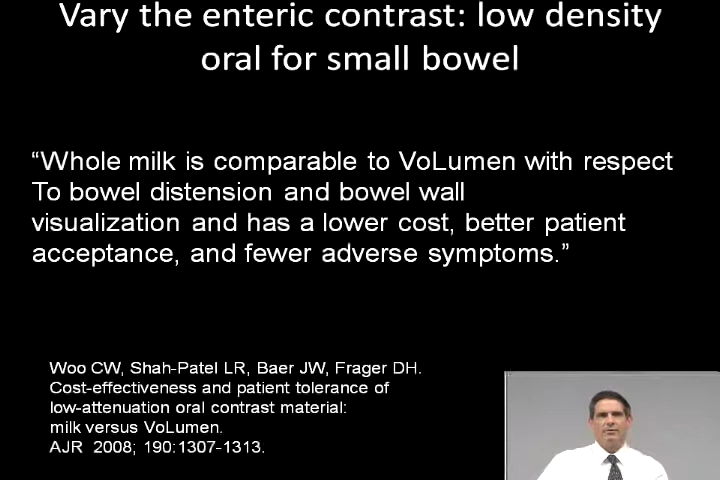 Vary the enteric contrast: low density
oral for small bowel
“Whole milk is comparable to VoLumen with respect
To bowel distension and bowel wall
visualization and has a lower cost, better patient
acceptance, and fewer adverse symptoms.”
Woo CW, Shah-Patel LR, Baer JW, Frager DH.
Cost-effectiveness and patient tolerance of
low-attenuation oral contrast material:
milk versus VoLumen.
AJR  2008; 190:1307-1313.